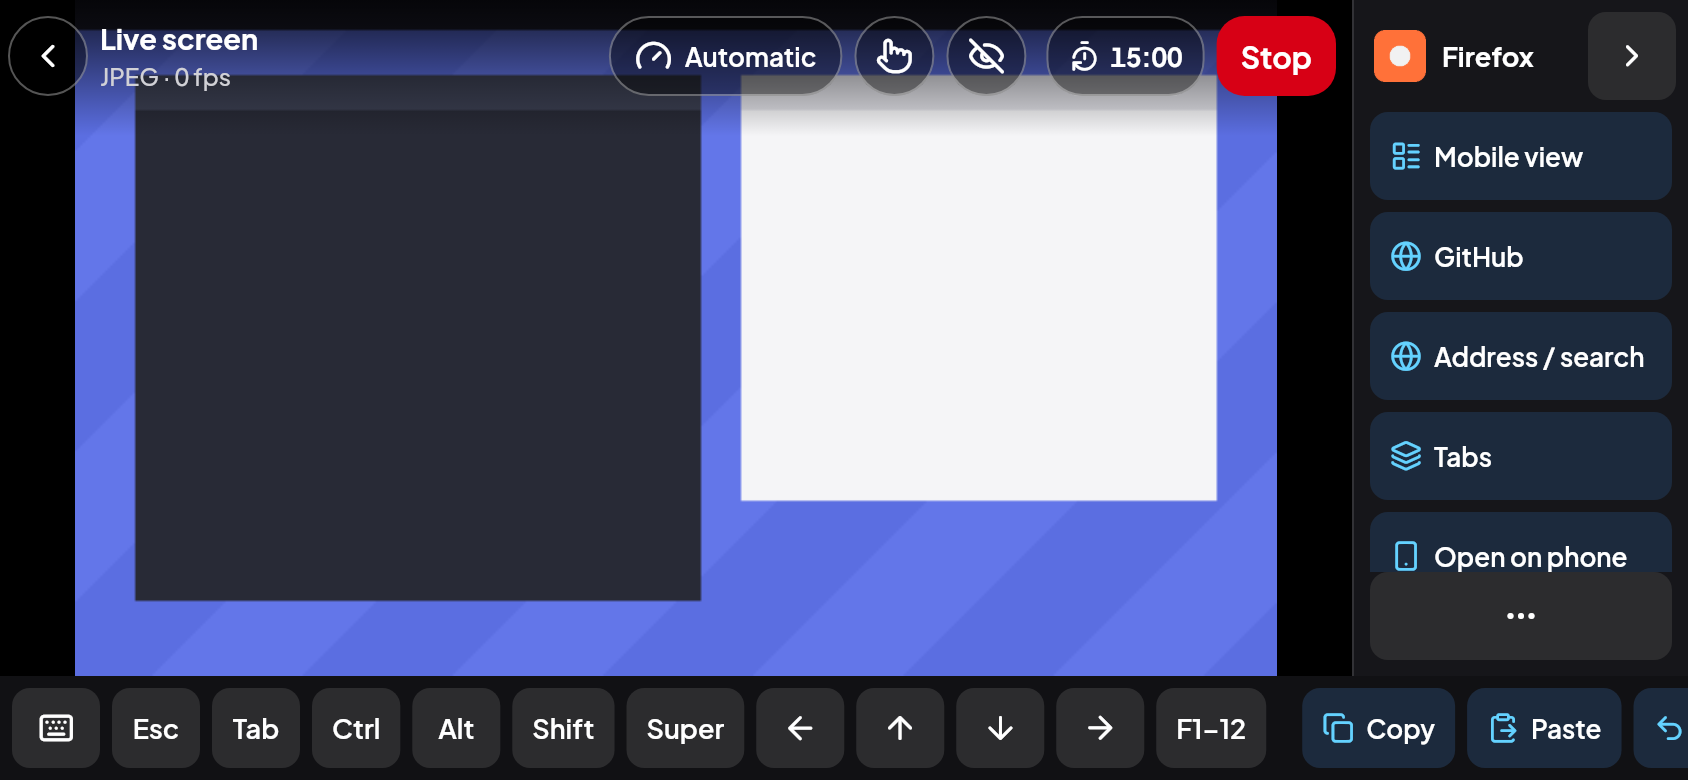 Live screen
JPEG · 0 fps
Automatic
15:00
Stop
Firefox
Mobile view
GitHub
Address / search
Tabs
Open on phone
Esc
Tab
Ctrl
Alt
Shift
Super
F1–12
Copy
Paste